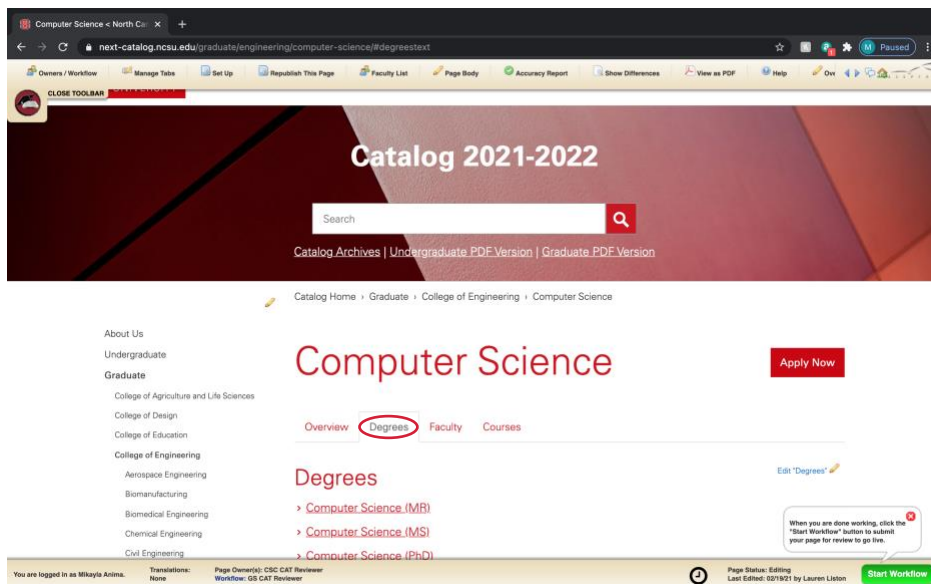 Computer Science < North Ca
next-catalog.ncsu.edu/graduate/engineering/computer-science/#degreestext
Paused
Owners / Workflow Manage Tabs Set Up Republish This Page Faculty List Page Body Accuracy Report Show Differences View as PDF Help
CLOSE TOOLBAR
Catalog 2021-2022
Search
Catalog Archives | Undergraduate PDF Version | Graduate PDF Version
Catalog Home › Graduate › College of Engineering › Computer Science
About Us
Undergraduate
Graduate
College of Agriculture and Life Sciences
College of Design
College of Education
College of Engineering
Aerospace Engineering
Biomanufacturing
Biomedical Engineering
Chemical Engineering
Civil Engineering
Computer Science
Apply Now
Overview Degrees Faculty Courses
Degrees
Edit "Degrees"
› Computer Science (MR)
› Computer Science (MS)
› Computer Science (PhD)
When you are done working, click the
"Start Workflow" button to submit
your page for review to go live.
You are logged in as Mikayla Anima.
Translations:
None
Page Owner(s): CSC CAT Reviewer
Workflow: GS CAT Reviewer
Page Status: Editing
Last Edited: 02/19/21 by Lauren Liston
Start Workflow